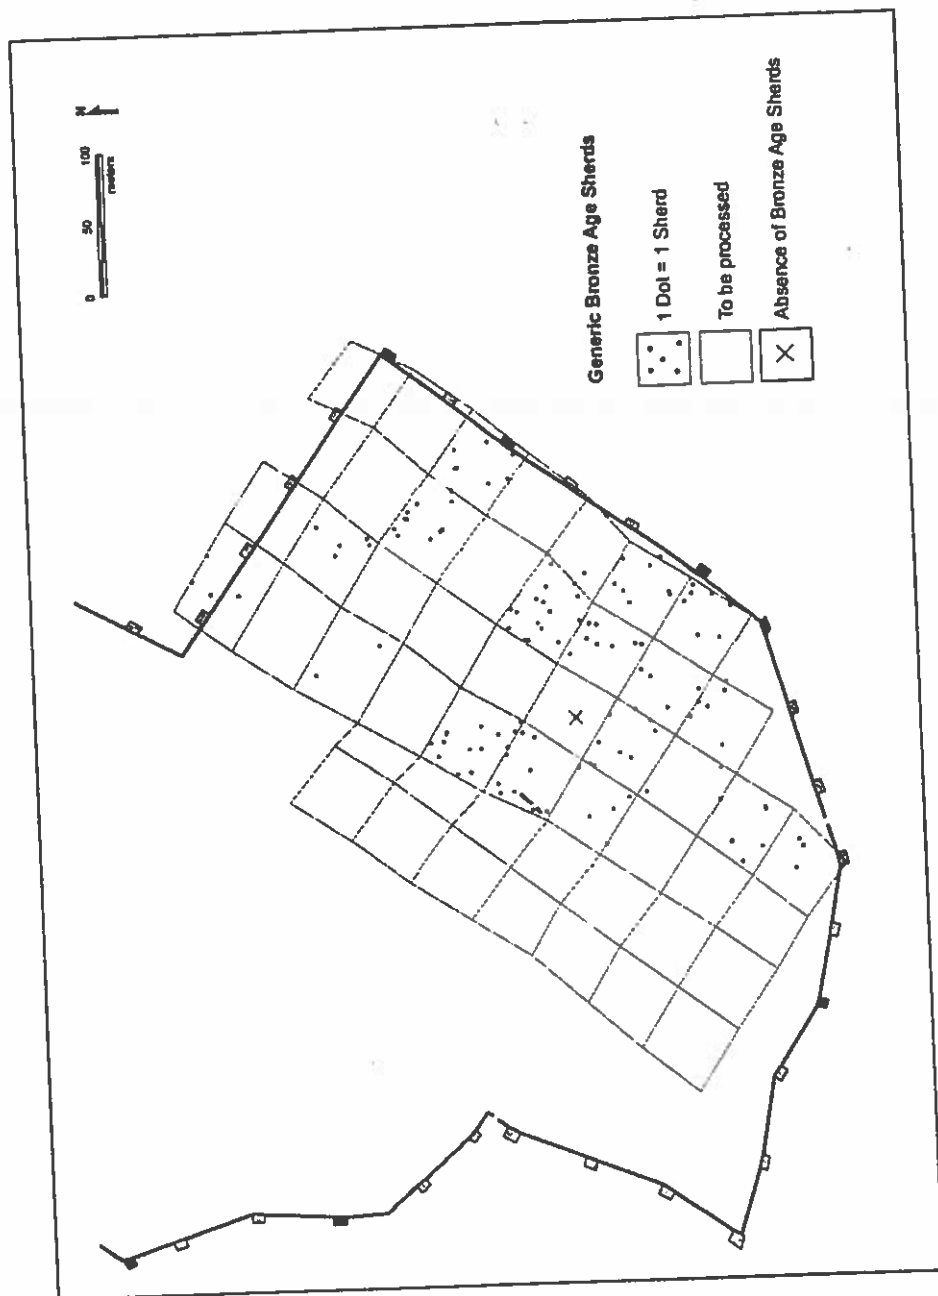 N
0 50 100
meters
Generic Bronze Age Sherds
1 Dot = 1 Sherd
To be processed
Absence of Bronze Age Sherds